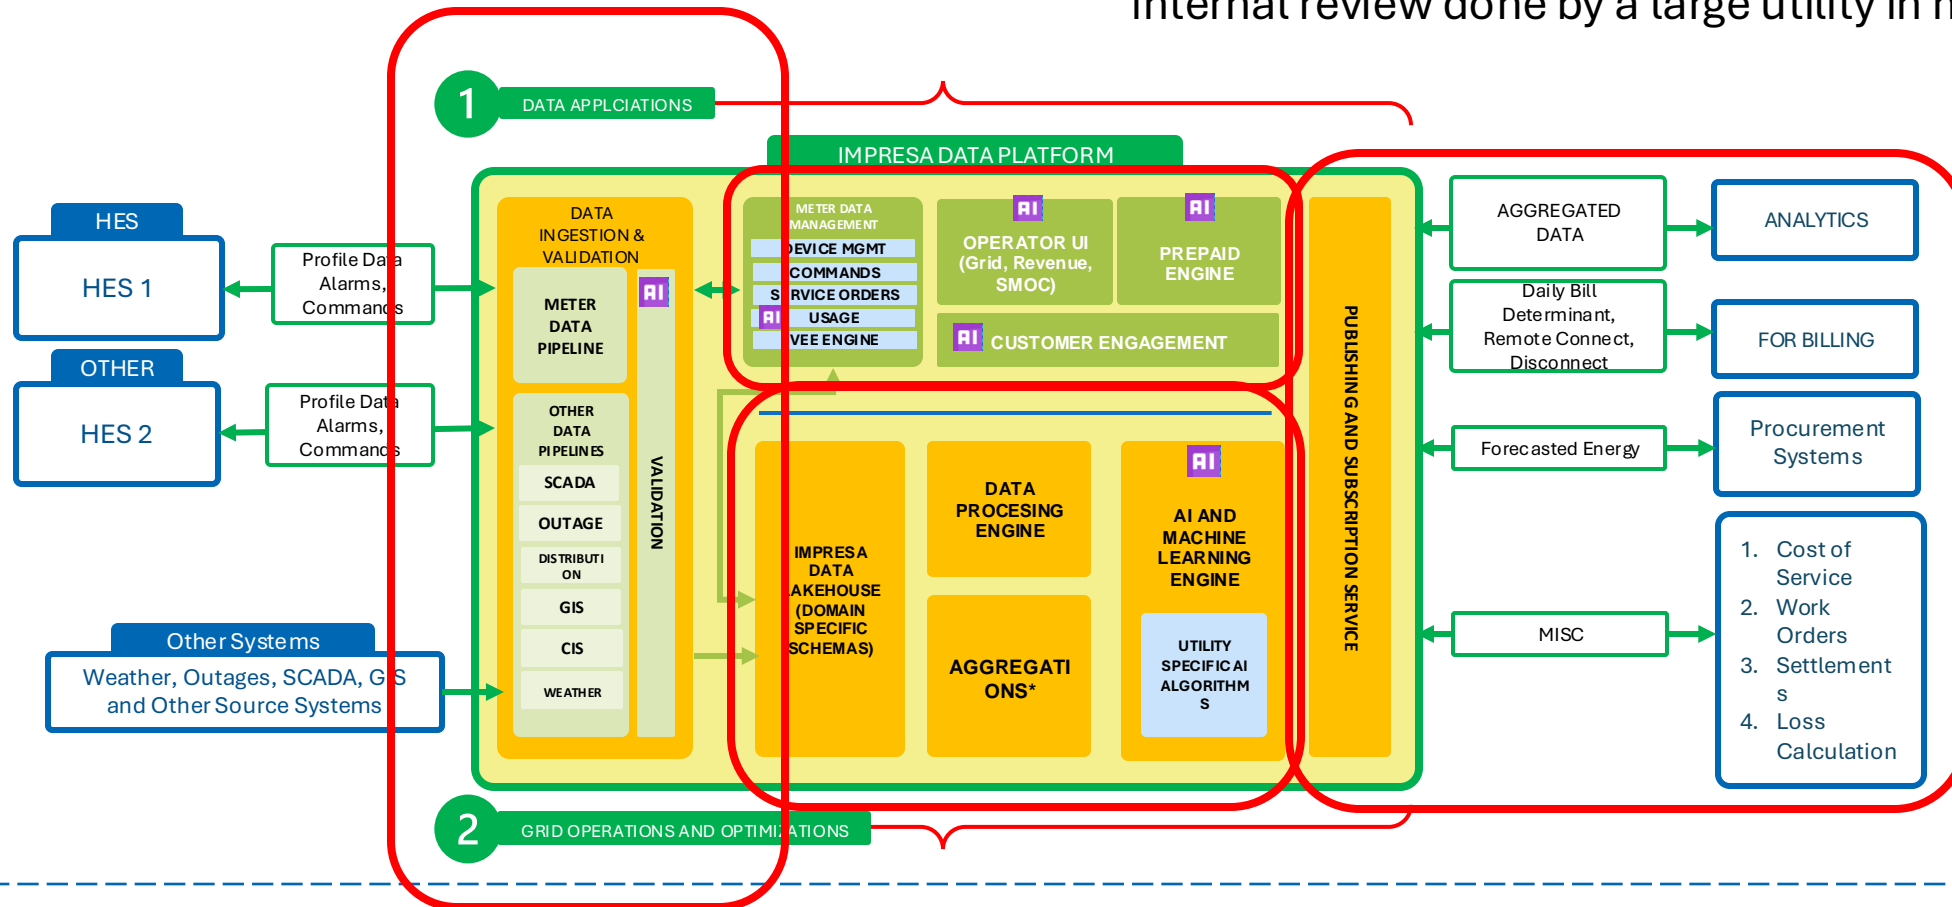 Internal review done by a large utility in
1
DATA APPLCIATIONS
IMPRESA DATA PLATFORM
HES
HES 1
Profile Data
Alarms,
Commands
OTHER
HES 2
Profile Data
Alarms,
Commands
Other Systems
Weather, Outages, SCADA, GIS
and Other Source Systems
DATA
INGESTION &
VALIDATION
METER
DATA
PIPELINE
OTHER
DATA
PIPELINES
SCADA
OUTAGE
DISTRIBUTI
ON
GIS
CIS
WEATHER
AI
VALIDATION
METER DATA
MANAGEMENT
DEVICE MGMT
COMMANDS
SERVICE ORDERS
AI
USAGE
VEE ENGINE
AI
OPERATOR UI
(Grid, Revenue,
SMOC)
AI
PREPAID
ENGINE
AI
CUSTOMER ENGAGEMENT
IMPRESA
DATA
LAKEHOUSE
(DOMAIN
SPECIFIC
SCHEMAS)
DATA
PROCESING
ENGINE
AGGREGATI
ONS*
AI
AI AND
MACHINE
LEARNING
ENGINE
UTILITY
SPECIFIC AI
ALGORITHM
S
PUBLISHING AND SUBSCRIPTION SERVICE
AGGREGATED
DATA
ANALYTICS
Daily Bill
Determinant,
Remote Connect,
Disconnect
FOR BILLING
Forecasted Energy
Procurement
Systems
MISC
1. Cost of
Service
2. Work
Orders
3. Settlement
s
4. Loss
Calculation
2
GRID OPERATIONS AND OPTIMIZATIONS